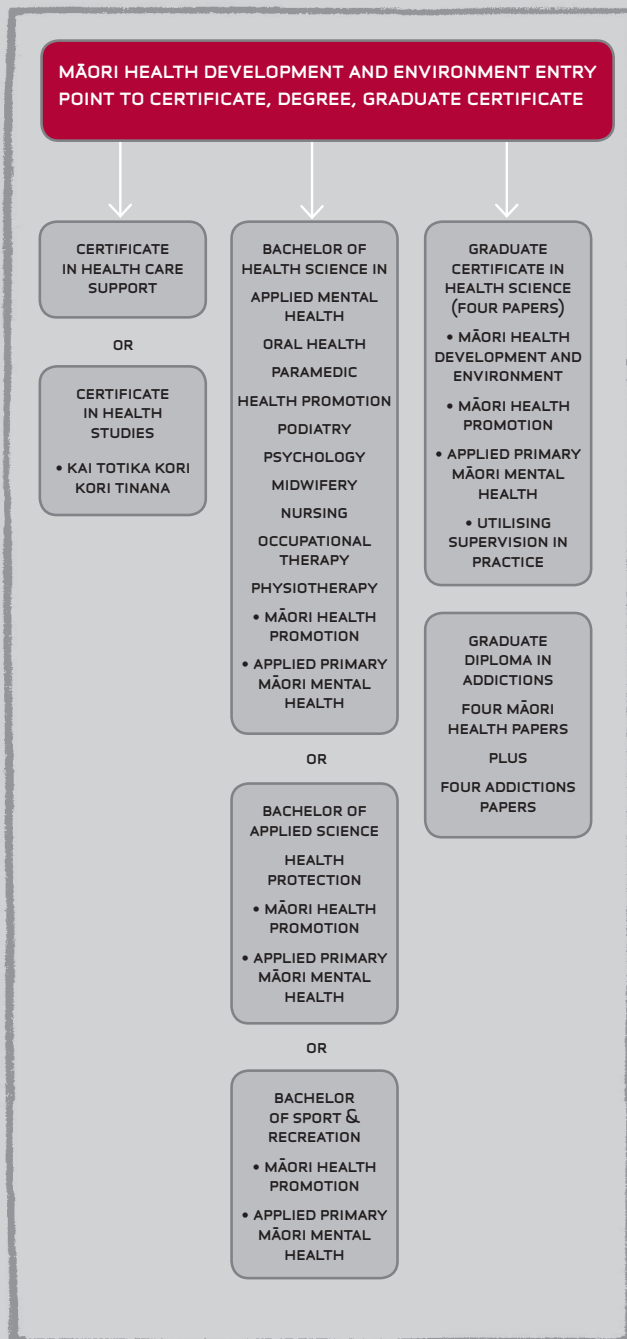 MĀORI HEALTH DEVELOPMENT AND ENVIRONMENT ENTRY
POINT TO CERTIFICATE, DEGREE, GRADUATE CERTIFICATE
CERTIFICATE
IN HEALTH CARE
SUPPORT
OR
CERTIFICATE
IN HEALTH
STUDIES
• KAI TOTIKA KORI
KORI TINANA
BACHELOR OF
HEALTH SCIENCE IN
APPLIED MENTAL
HEALTH
ORAL HEALTH
PARAMEDIC
HEALTH PROMOTION
PODIATRY
PSYCHOLOGY
MIDWIFERY
NURSING
OCCUPATIONAL
THERAPY
PHYSIOTHERAPY
• MĀORI HEALTH
PROMOTION
• APPLIED PRIMARY
MĀORI MENTAL
HEALTH
OR
BACHELOR OF
APPLIED SCIENCE
HEALTH
PROTECTION
• MĀORI HEALTH
PROMOTION
• APPLIED PRIMARY
MĀORI MENTAL
HEALTH
OR
BACHELOR
OF SPORT &
RECREATION
• MĀORI HEALTH
PROMOTION
• APPLIED PRIMARY
MĀORI MENTAL
HEALTH
GRADUATE
CERTIFICATE IN
HEALTH SCIENCE
(FOUR PAPERS)
• MĀORI HEALTH
DEVELOPMENT AND
ENVIRONMENT
• MĀORI HEALTH
PROMOTION
• APPLIED PRIMARY
MĀORI MENTAL
HEALTH
• UTILISING
SUPERVISION IN
PRACTICE
GRADUATE
DIPLOMA IN
ADDICTIONS
FOUR MĀORI
HEALTH PAPERS
PLUS
FOUR ADDICTIONS
PAPERS